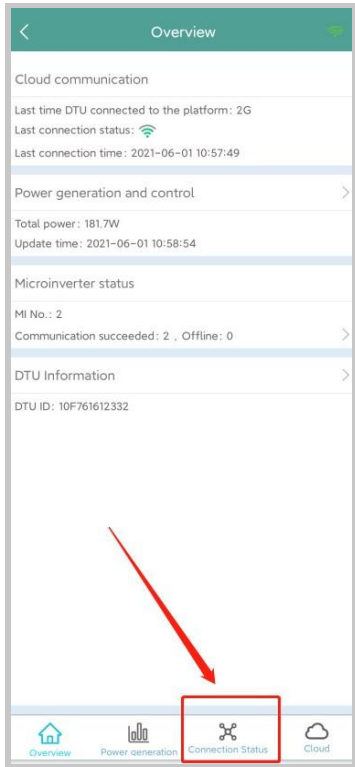 Overview
Cloud communication
Last time DTU connected to the platform: 2G
Last connection status:
Last connection time: 2021-06-01 10:57:49
Power generation and control
Total power: 181.7W
Update time: 2021-06-01 10:58:54
Microinverter status
MI No.: 2
Communication succeeded: 2 , Offline: 0
DTU Information
DTU ID: 10F761612332
Overview
Power generation
Connection Status
Cloud